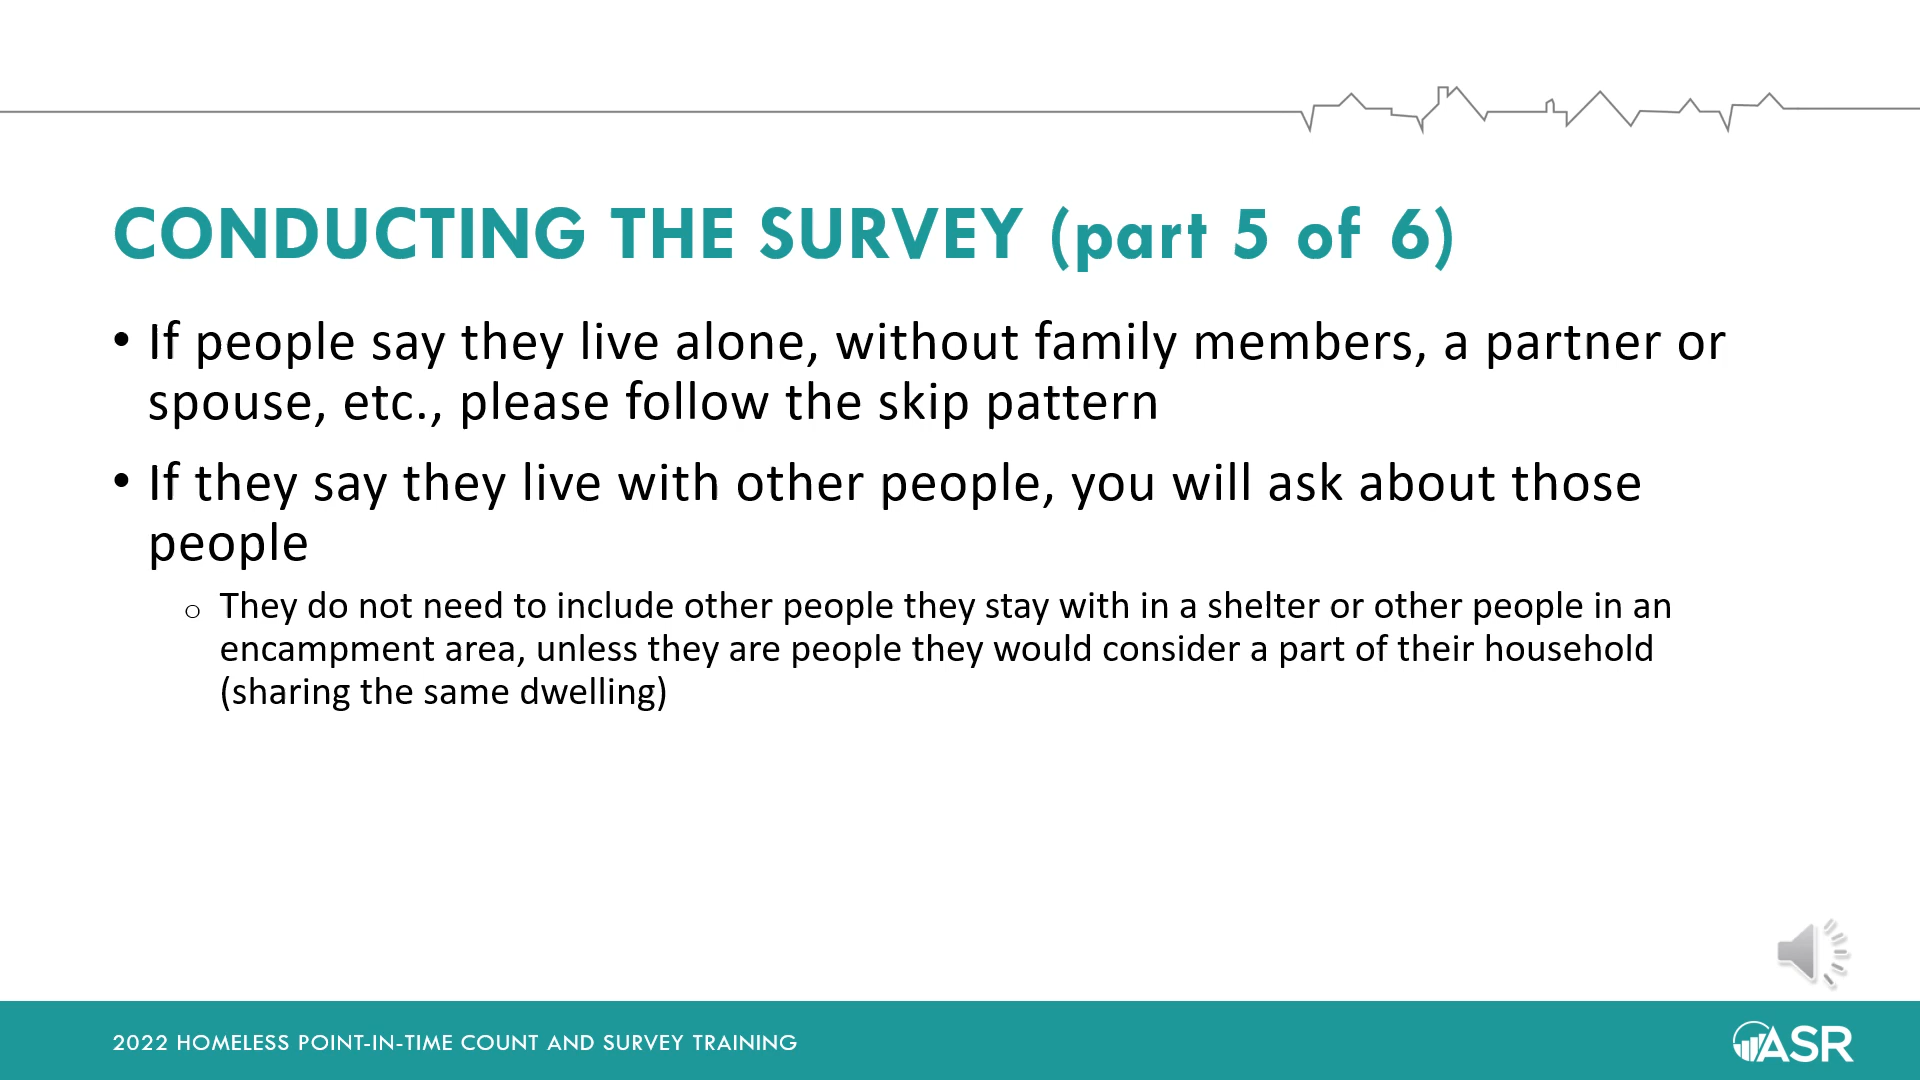 CONDUCTING THE SURVEY (part 5 of 6)
• If people say they live alone, without family members, a partner or
spouse, etc., please follow the skip pattern
• If they say they live with other people, you will ask about those
people
o They do not need to include other people they stay with in a shelter or other people in an
encampment area, unless they are people they would consider a part of their household
(sharing the same dwelling)
2022 HOMELESS POINT-IN-TIME COUNT AND SURVEY TRAINING
ASR